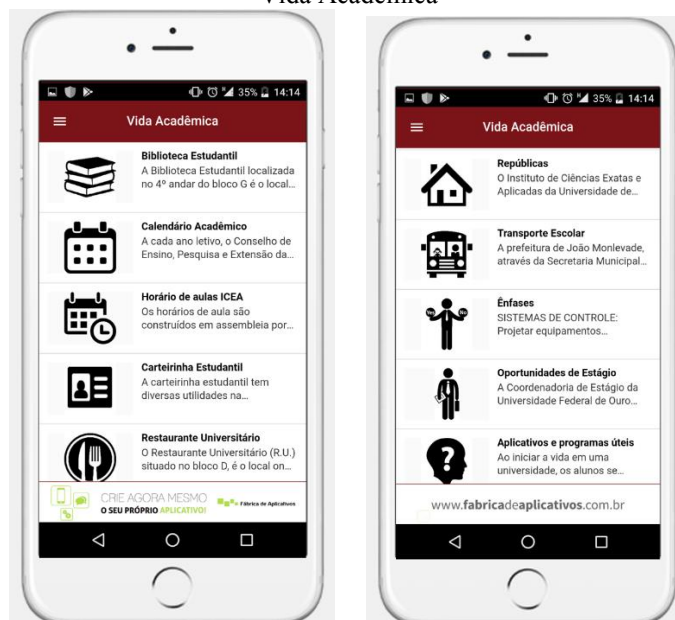 Vida Acadêmica
35% 14:14
Vida Acadêmica
Biblioteca Estudantil
A Biblioteca Estudantil localizada
no 4º andar do bloco G é o local...
Calendário Acadêmico
A cada ano letivo, o Conselho de
Ensino, Pesquisa e Extensão da...
Horário de aulas ICEA
Os horários de aula são
construídos em assembleia por...
Carteirinha Estudantil
A carteirinha estudantil tem
diversas utilidades na...
Restaurante Universitário
O Restaurante Universitário (R.U.)
situado no bloco D, é o local on...
CRIE AGORA MESMO
O SEU PRÓPRIO APLICATIVO!
Fábrica de Aplicativos
35% 14:14
Vida Acadêmica
Repúblicas
O Instituto de Ciências Exatas e
Aplicadas da Universidade de...
Transporte Escolar
A prefeitura de João Monlevade,
através da Secretaria Municipal...
Yes No
Ênfases
SISTEMAS DE CONTROLE:
Projetar equipamentos...
Oportunidades de Estágio
A Coordenadoria de Estágio da
Universidade Federal de Ouro...
Aplicativos e programas úteis
Ao iniciar a vida em uma
universidade, os alunos se...
www.fabricadeaplicativos.com.br